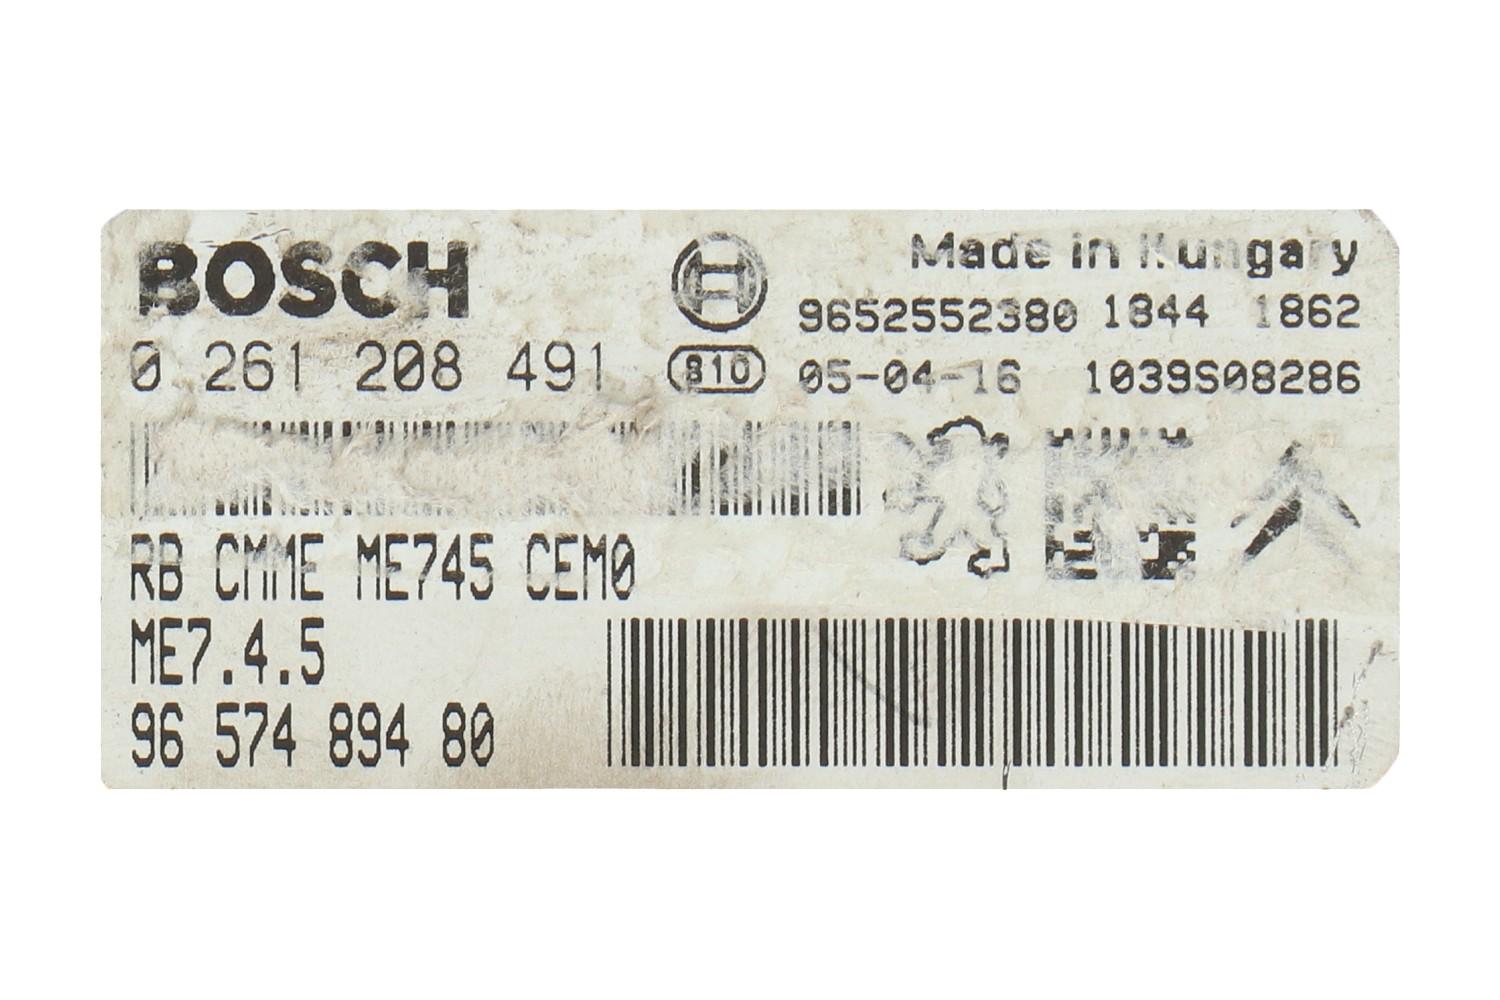 BOSCH
Made in Hungary
9652552380 1844 1862
0 261 208 491
810 05-04-16 1039S08286
RB CMME ME745 CEM0
ME7.4.5
96 574 894 80